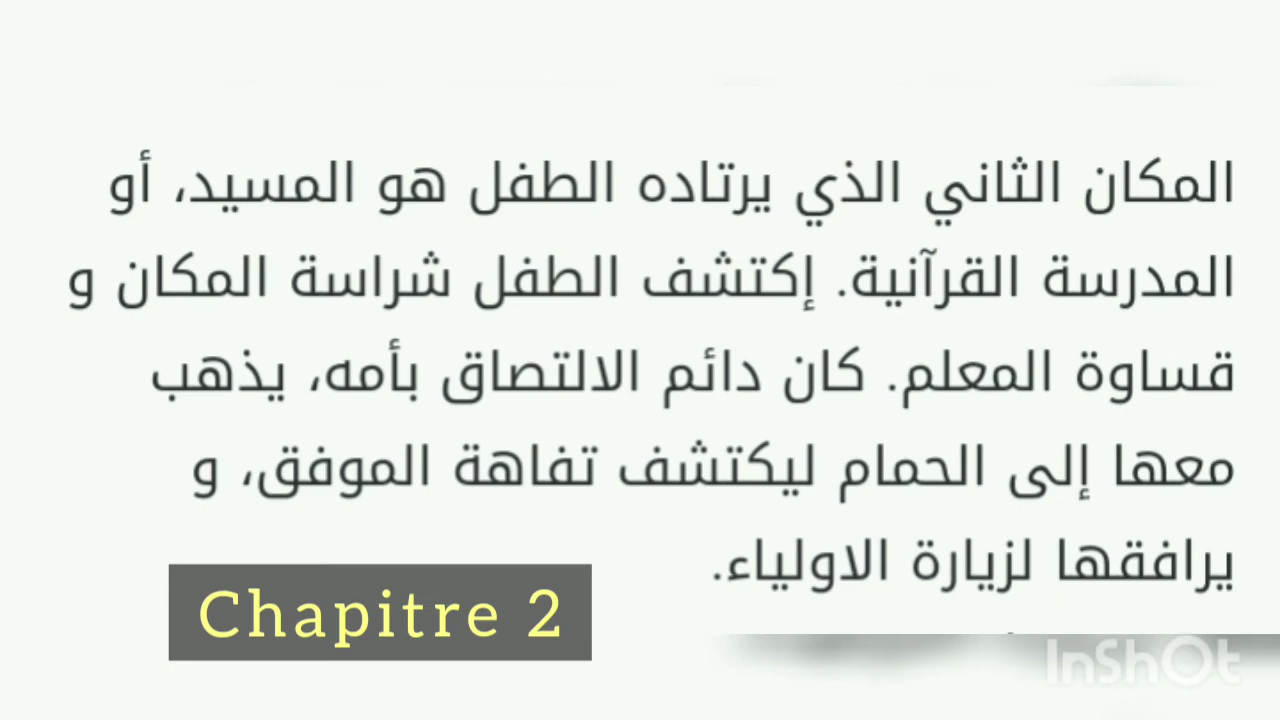 المكان الثاني الذي يرتاده الطفل هو المسيد، أو
المدرسة القرآنية. إكتشف الطفل شراسة المكان و
قساوة المعلم. كان دائم الالتصاق بأمه، يذهب
معها إلى الحمام ليكتشف تفاهة الموفق، و
يرافقها لزيارة الاولياء.
Chapitre 2
InShOt